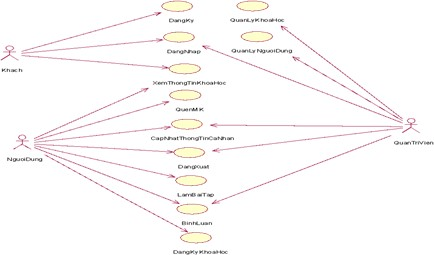 DangKy
QuanLyKhoaHoc
DangNhap
QuanLyNguoiDung
Khach
XemThongTinKhoaHoc
QuenMK
CapNhatThongTinCaNhan
NguoiDung
QuanTriVien
DangXuat
LamBaiTap
BinhLuan
DangKyKhoaHoc